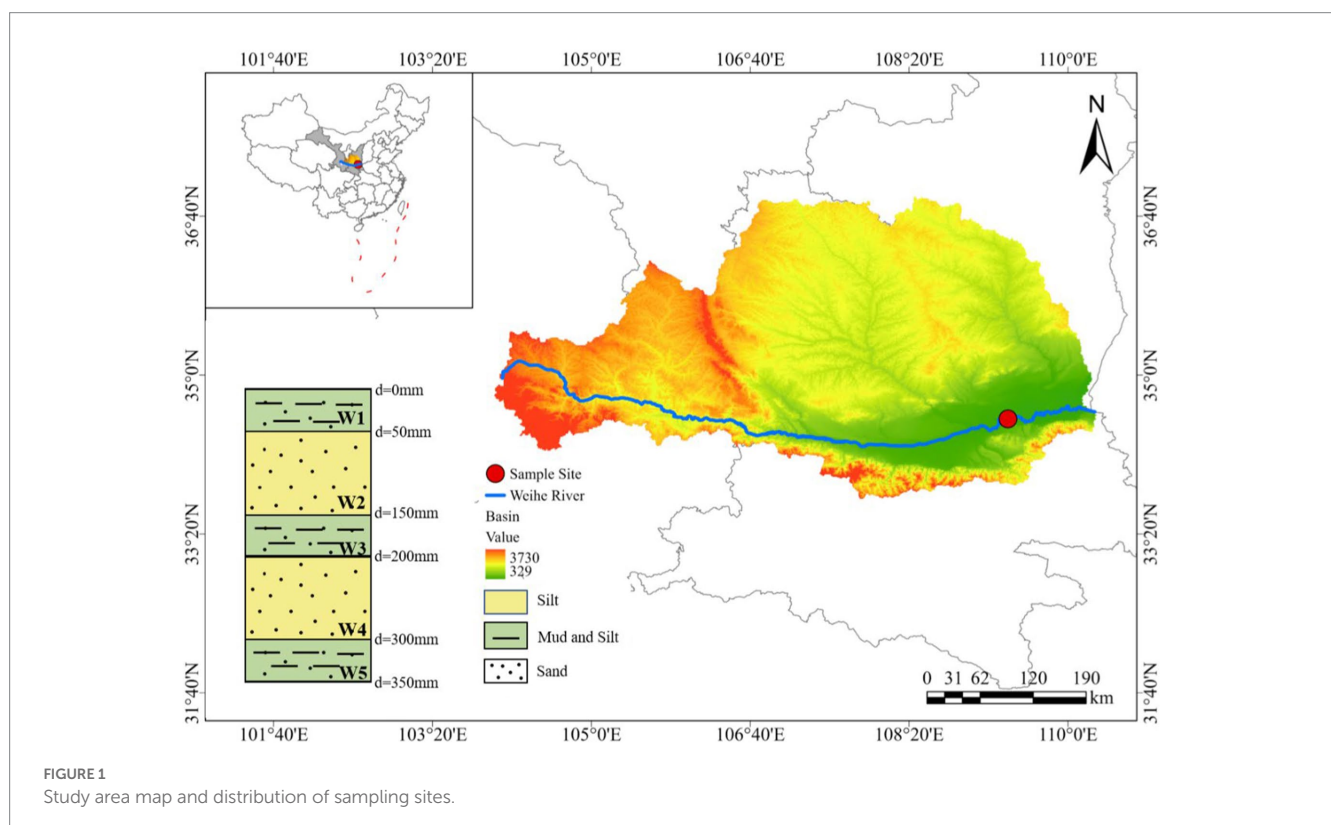 101°40'E 103°20'E 105°0'E 106°40'E 108°20'E 110°0'E
N
36°40'N 36°40'N
35°0'N 35°0'N
33°20'N 33°20'N
31°40'N 31°40'N
d=0mm
W1
d=50mm
W2
d=150mm
W3
d=200mm
W4
d=300mm
W5
d=350mm
Sample Site
Weihe River
Basin
Value
3730
329
Silt
Mud and Silt
Sand
0 31 62 120 190
km
101°40'E 103°20'E 105°0'E 106°40'E 108°20'E 110°0'E
FIGURE 1
Study area map and distribution of sampling sites.